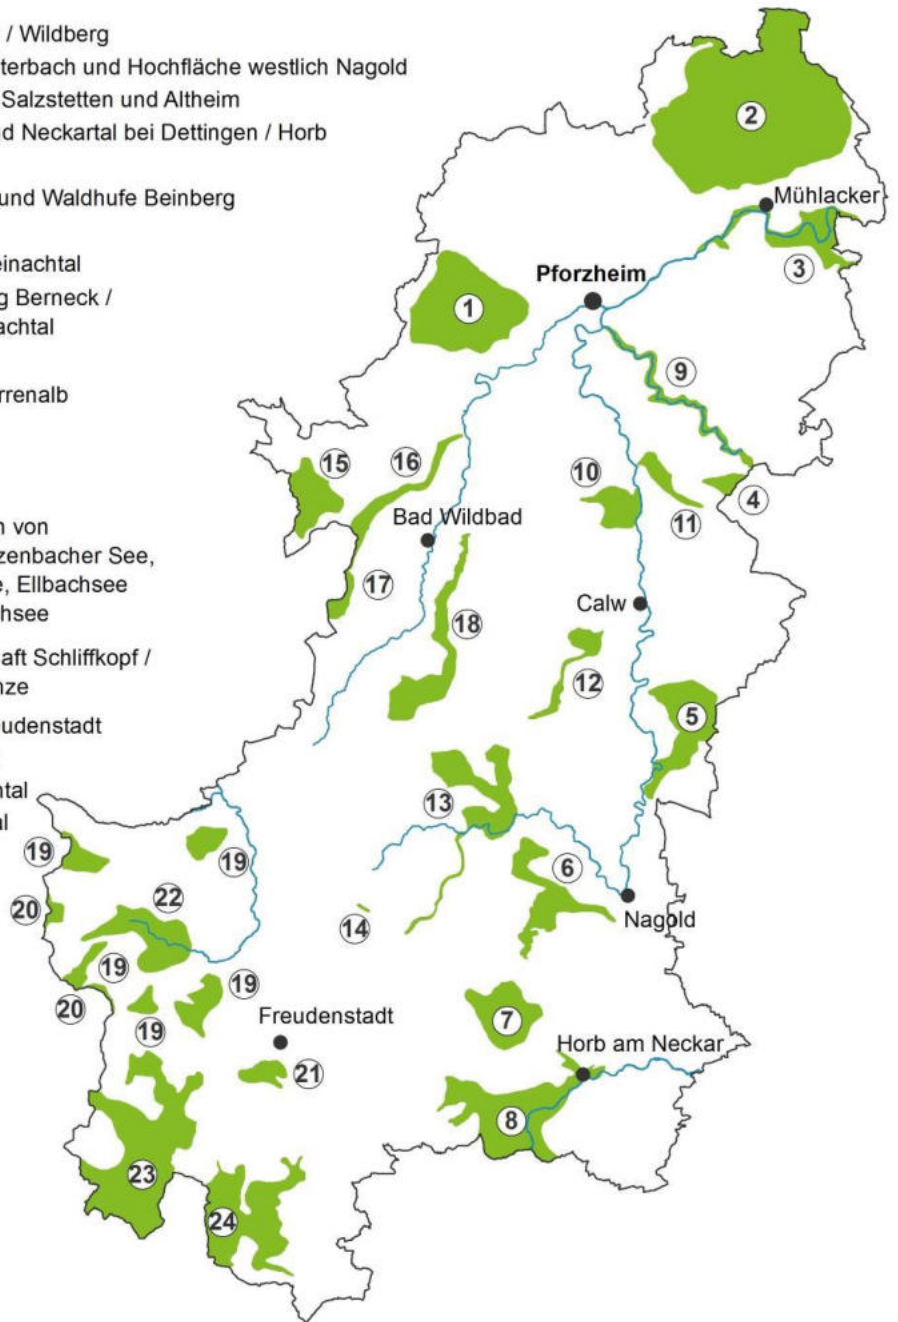 / Wildberg
terbach und Hochfläche westlich Nagold
Salzstetten und Altheim
d Neckartal bei Dettingen / Horb
und Waldhufe Beinberg
einachtal
g Berneck /
achtal
rrenalb
n von
zenbacher See,
e, Ellbachsee
hsee
aft Schliffkopf /
nze
eudenstadt
ntal
al
2
Mühlacker
3
Pforzheim
1
9
15
16
10
4
11
Bad Wildbad
17
Calw
18
12
5
13
19
19
6
20
22
14
Nagold
19
19
20
19
7
Freudenstadt
Horb am Neckar
21
8
23
24